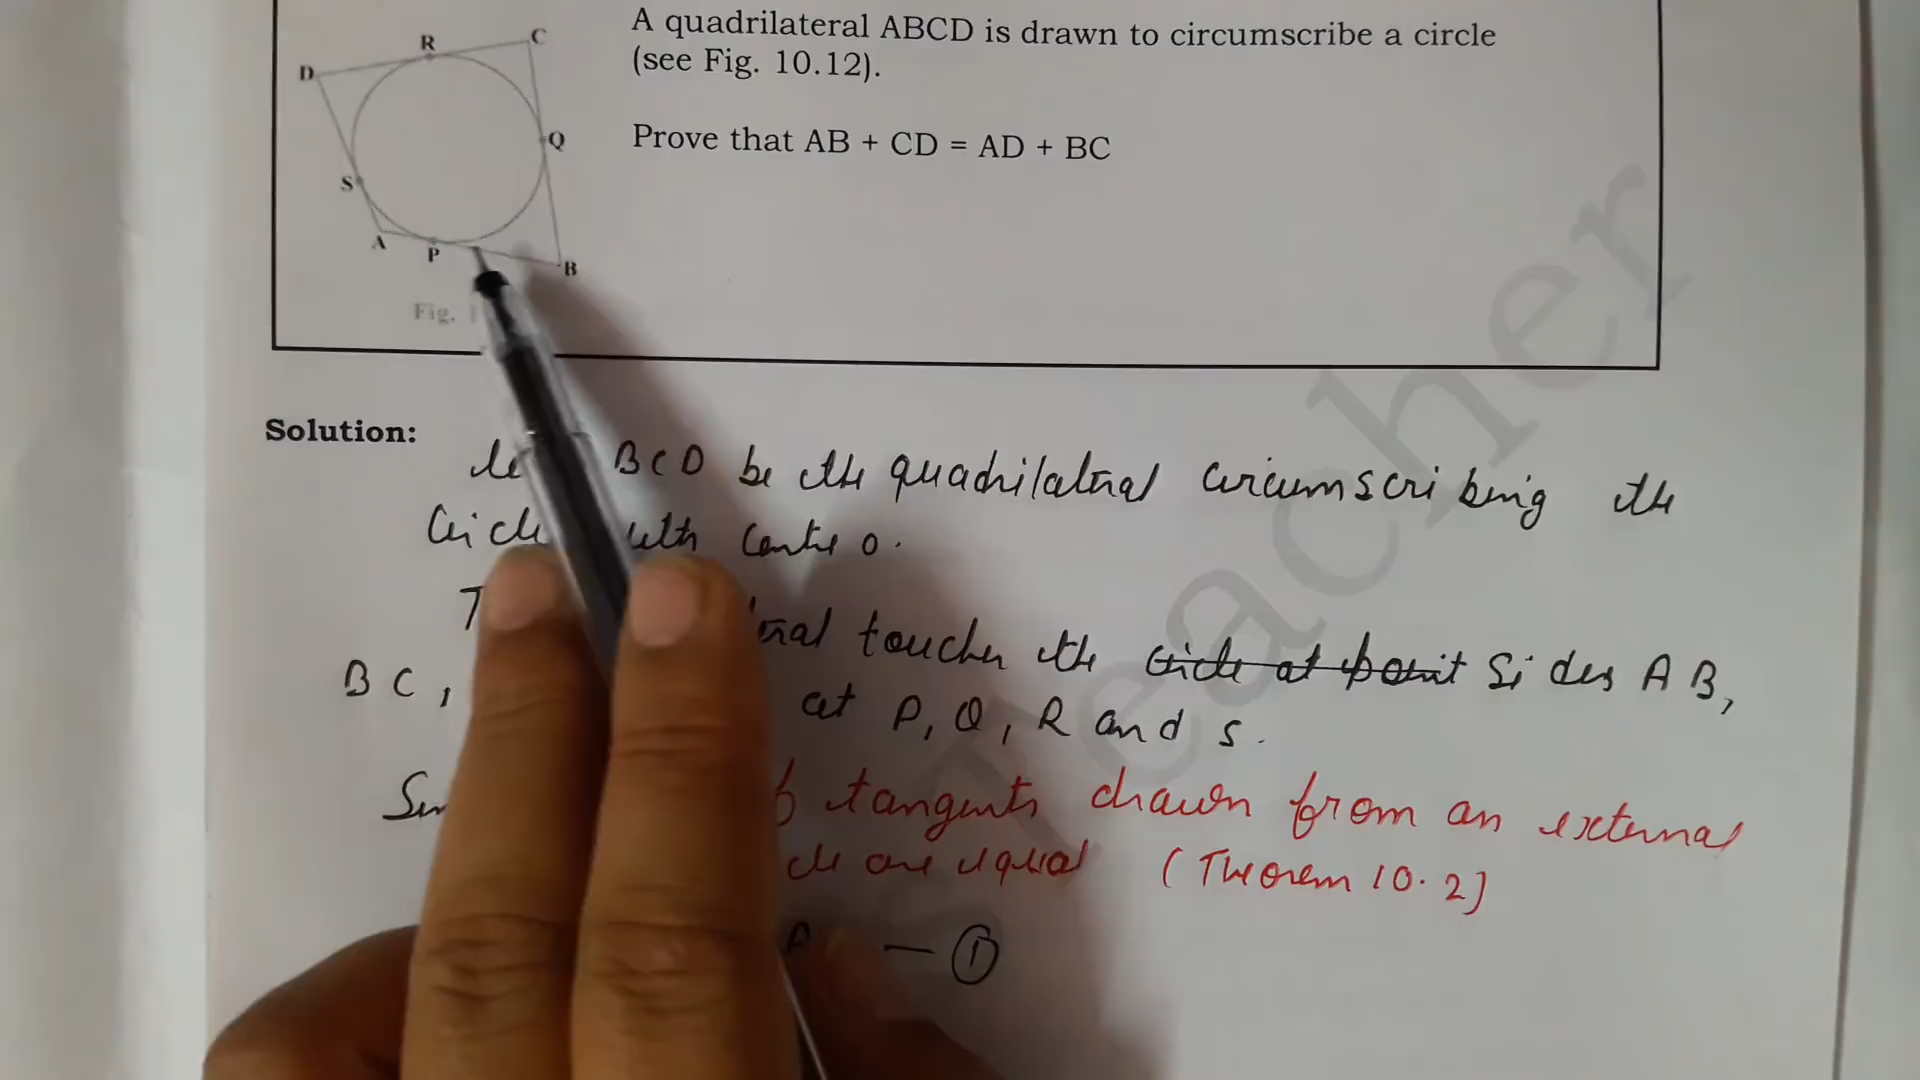 A quadrilateral ABCD is drawn to circumscribe a circle
(see Fig. 10.12).
R
C
D
Q
Prove that AB + CD = AD + BC
S
A
P
B
Fig.
Solution:
BCD be the quadrilateral circumscribing the
centre O.
touches the circle at point sides AB,
BC, at P, Q, R and S.
tangents drawn from an external
are equal (Theorem 10.2)
— ①
Teacher